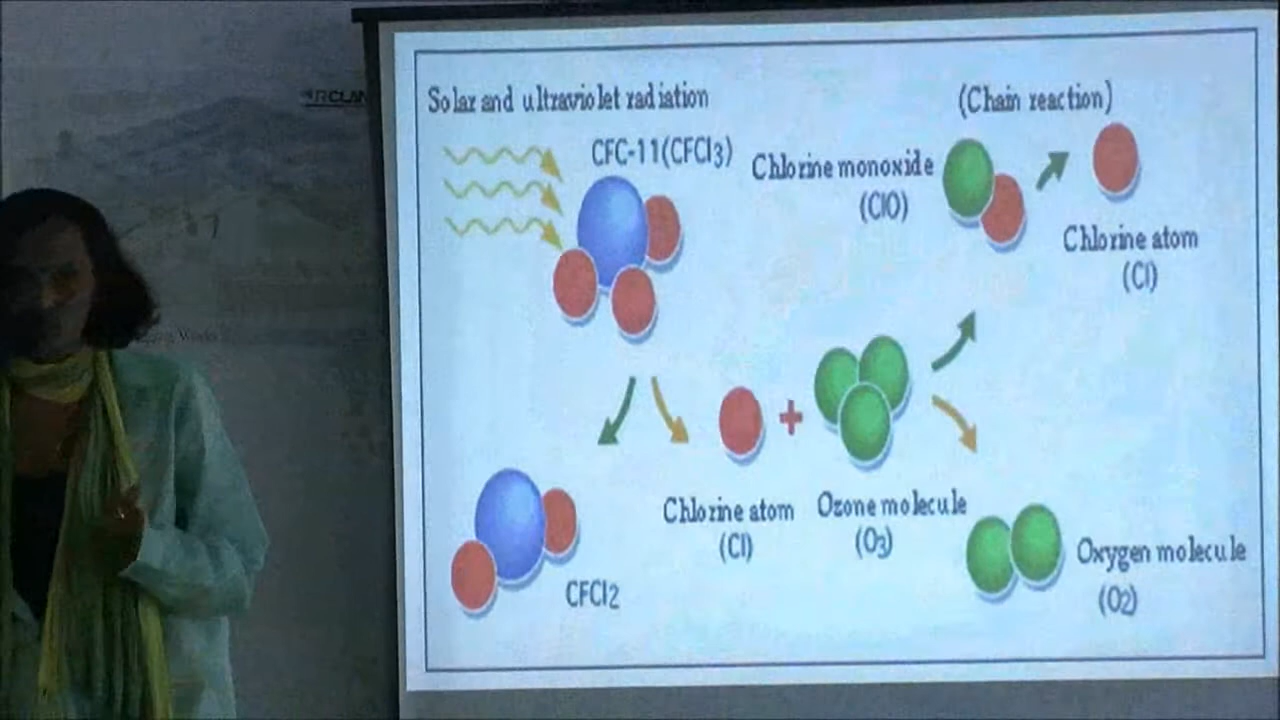 Solar and ultraviolet radiation
CFC-11(CFCl3)
Chlorine monoxide
(ClO)
(Chain reaction)
Chlorine atom
(Cl)
Chlorine atom
(Cl)
+
Ozone molecule
(O3)
CFCl2
Oxygen molecule
(O2)